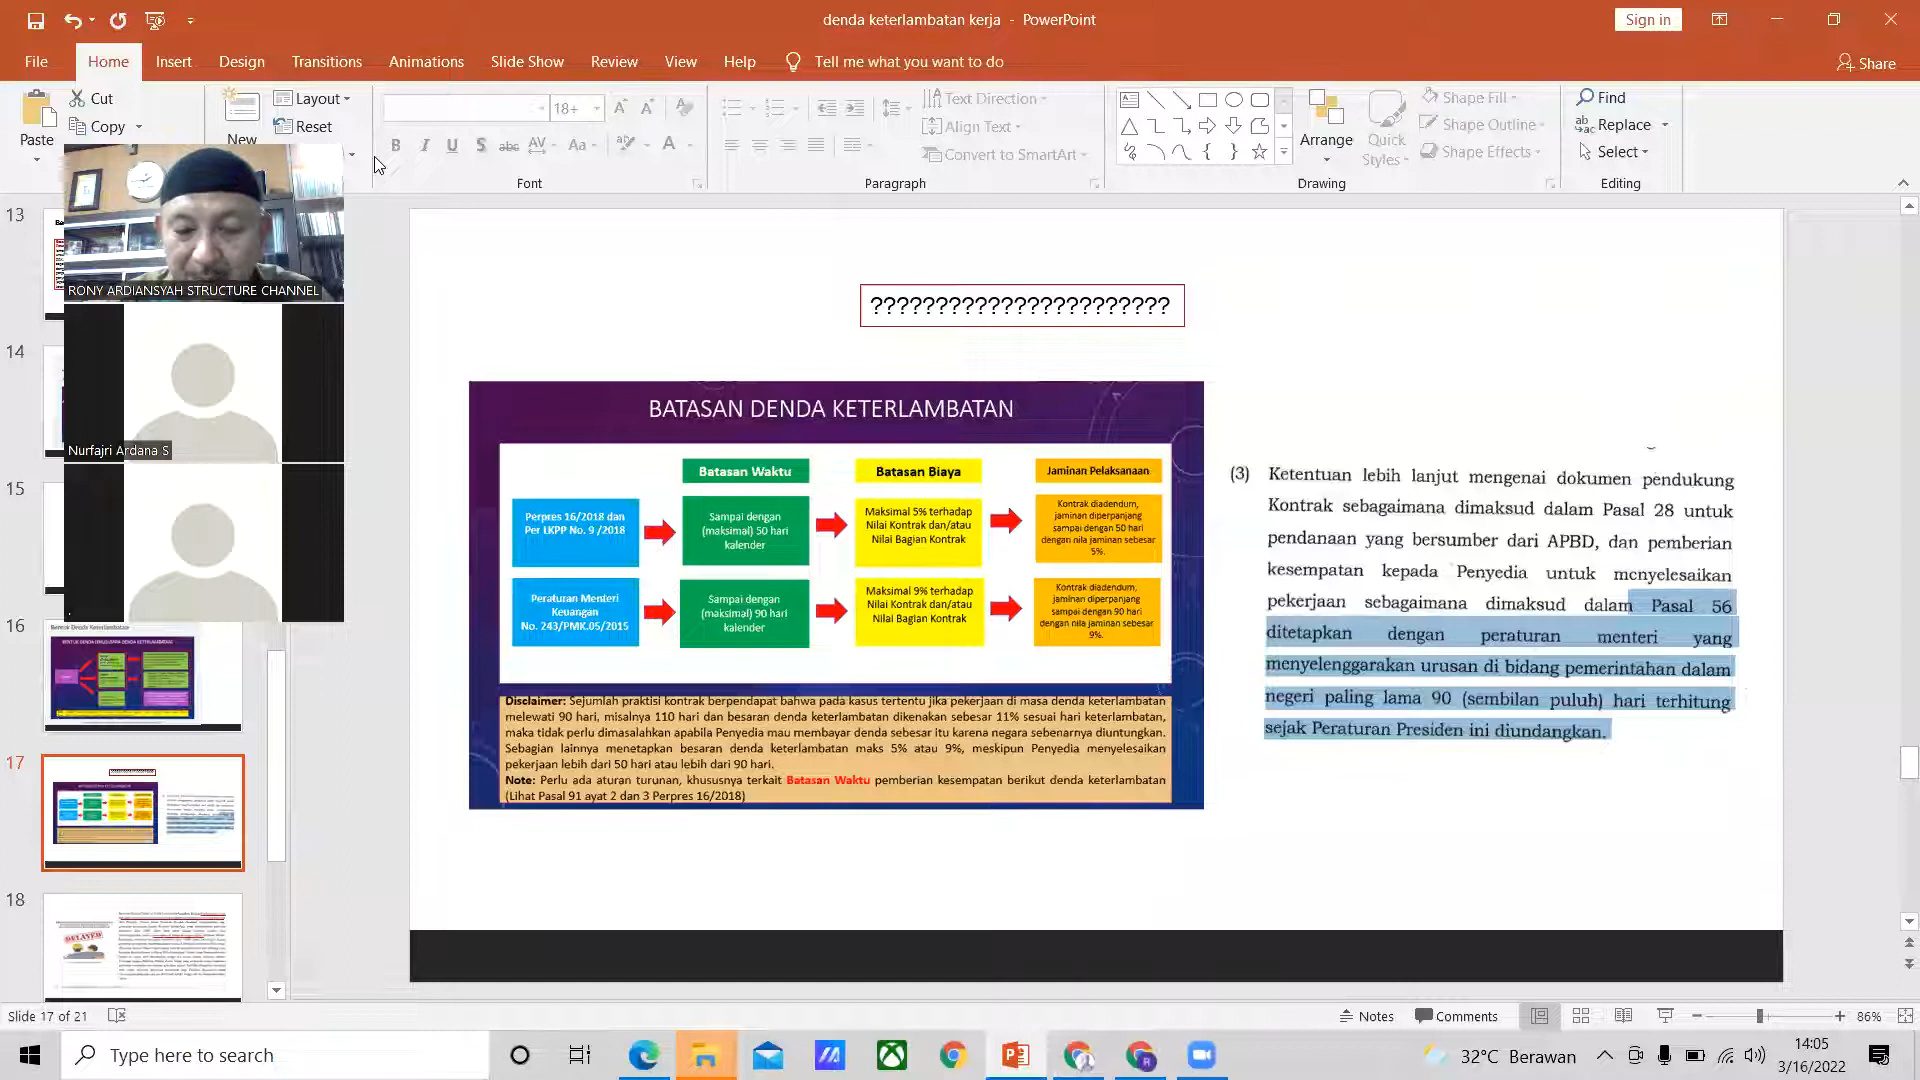 denda keterlambatan kerja - PowerPoint
Sign in
File
Home
Insert
Design
Transitions
Animations
Slide Show
Review
View
Help
Tell me what you want to do
Share
Paste
Cut
Copy
New
Layout
Reset
18+
Font
Text Direction
Align Text
Convert to SmartArt
Paragraph
Arrange
Quick
Styles
Shape Fill
Shape Outline
Shape Effects
Drawing
Find
Replace
Select
Editing
RONY ARDIANSYAH STRUCTURE CHANNEL
Nurfajri Ardana S
13
14
15
16
17
18
Bentuk Denda Keterlambatan
DELAYED
???????????????????????
BATASAN DENDA KETERLAMBATAN
Batasan Waktu
Batasan Biaya
Jaminan Pelaksanaan
Perpres 16/2018 dan
Per LKPP No. 9 /2018
Sampai dengan
(maksimal) 50 hari
kalender
Maksimal 5% terhadap
Nilai Kontrak dan/atau
Nilai Bagian Kontrak
Kontrak diadendum,
jaminan diperpanjang
sampai dengan 50 hari
dengan nila jaminan sebesar
5%.
Peraturan Menteri
Keuangan
No. 243/PMK.05/2015
Sampai dengan
(maksimal) 90 hari
kalender
Maksimal 9% terhadap
Nilai Kontrak dan/atau
Nilai Bagian Kontrak
Kontrak diadendum,
jaminan diperpanjang
sampai dengan 90 hari
dengan nila jaminan sebesar
9%.
Disclaimer: Sejumlah praktisi kontrak berpendapat bahwa pada kasus tertentu jika pekerjaan di masa denda keterlambatan
melewati 90 hari, misalnya 110 hari dan besaran denda keterlambatan dikenakan sebesar 11% sesuai hari keterlambatan,
maka tidak perlu dimasalahkan apabila Penyedia mau membayar denda sebesar itu karena negara sebenarnya diuntungkan.
Sebagian lainnya menetapkan besaran denda keterlambatan maks 5% atau 9%, meskipun Penyedia menyelesaikan
pekerjaan lebih dari 50 hari atau lebih dari 90 hari.
Note: Perlu ada aturan turunan, khususnya terkait Batasan Waktu pemberian kesempatan berikut denda keterlambatan
(Lihat Pasal 91 ayat 2 dan 3 Perpres 16/2018)
(3) Ketentuan lebih lanjut mengenai dokumen pendukung
Kontrak sebagaimana dimaksud dalam Pasal 28 untuk
pendanaan yang bersumber dari APBD, dan pemberian
kesempatan kepada Penyedia untuk menyelesaikan
pekerjaan sebagaimana dimaksud dalam Pasal 56
ditetapkan dengan peraturan menteri yang
menyelenggarakan urusan di bidang pemerintahan dalam
negeri paling lama 90 (sembilan puluh) hari terhitung
sejak Peraturan Presiden ini diundangkan.
Slide 17 of 21
Notes
Comments
86%
Type here to search
32°C Berawan
14:05
3/16/2022